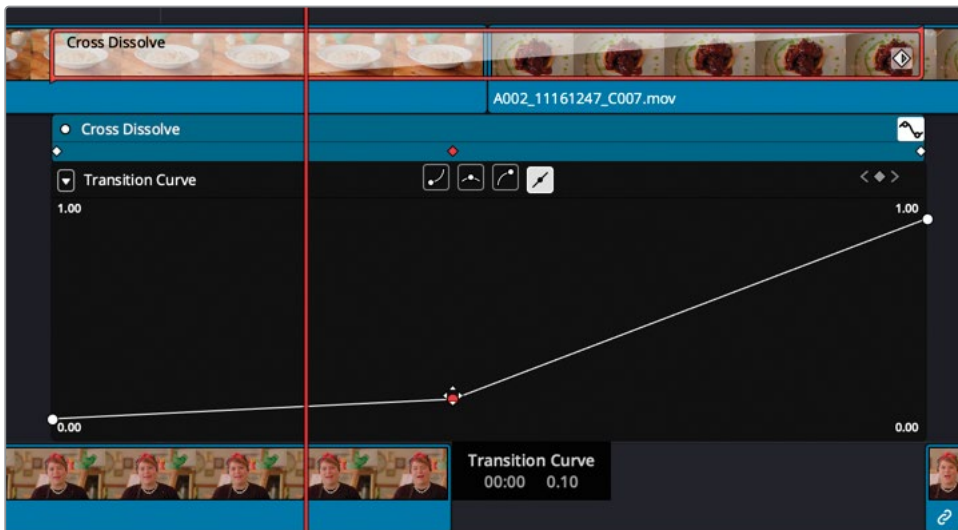 Cross Dissolve
A002_11161247_C007.mov
Cross Dissolve
Transition Curve
1.00 1.00
0.00 0.00
Transition Curve
00:00 0.10